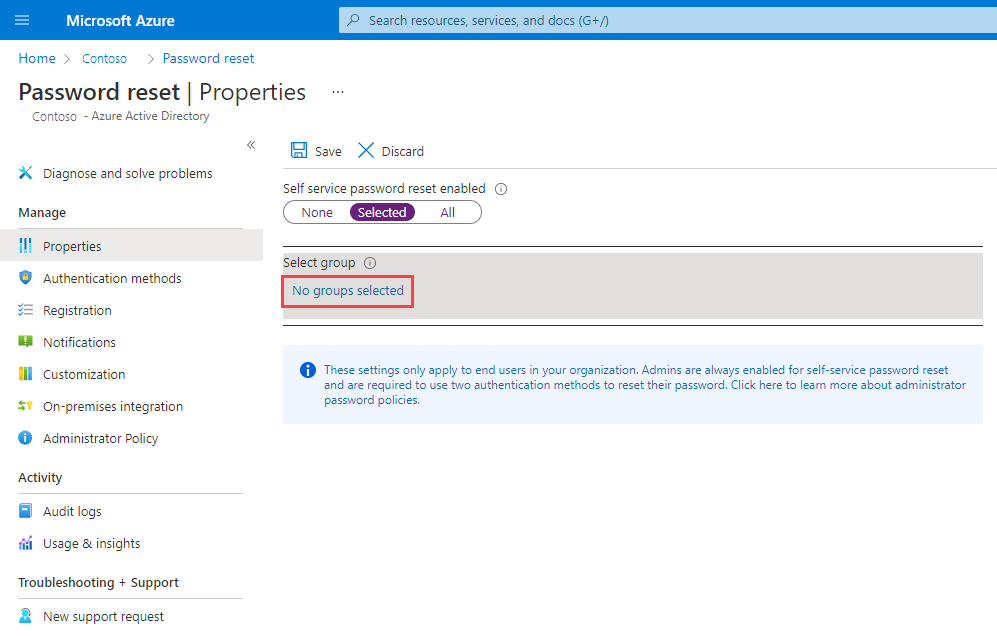 Microsoft Azure
Search resources, services, and docs (G+/)
Home > Contoso > Password reset
Password reset | Properties ...
Contoso - Azure Active Directory
«
Diagnose and solve problems
Manage
Properties
Authentication methods
Registration
Notifications
Customization
On-premises integration
Administrator Policy
Activity
Audit logs
Usage & insights
Troubleshooting + Support
New support request
Save Discard
Self service password reset enabled
None Selected All
Select group
No groups selected
These settings only apply to end users in your organization. Admins are always enabled for self-service password reset
and are required to use two authentication methods to reset their password. Click here to learn more about administrator
password policies.